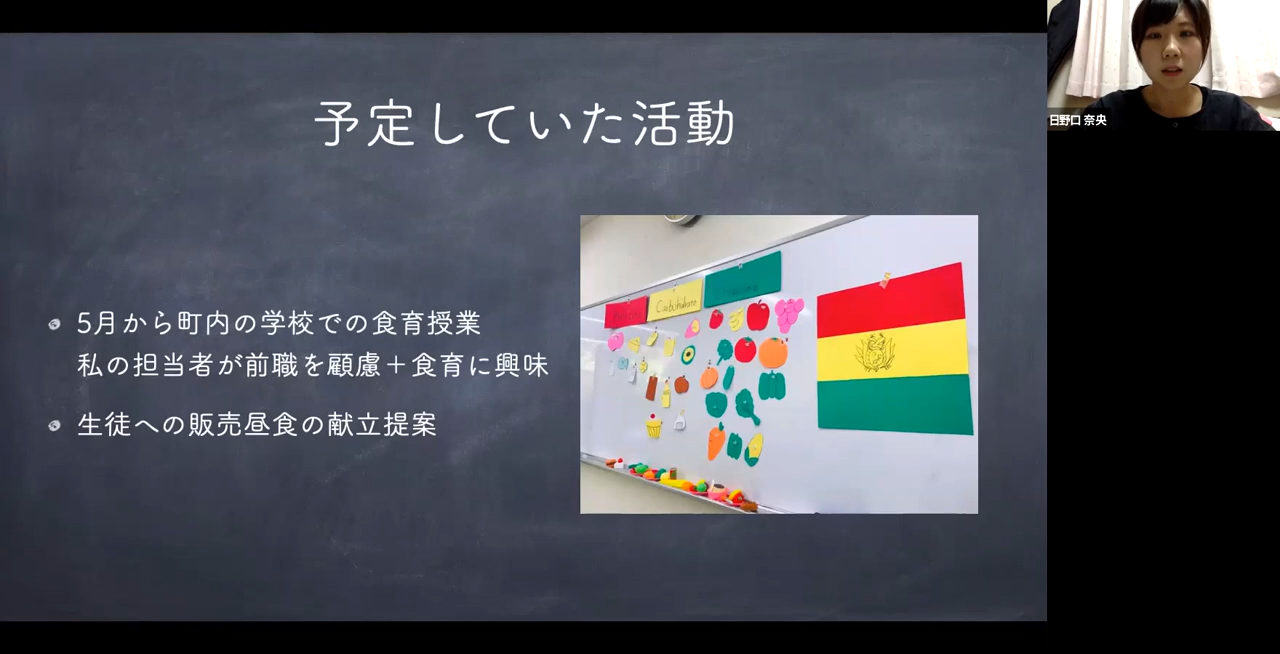 予定していた活動
5月から町内の学校での食育授業
私の担当者が前職を顧慮＋食育に興味
生徒への販売昼食の献立提案
日野口 奈央